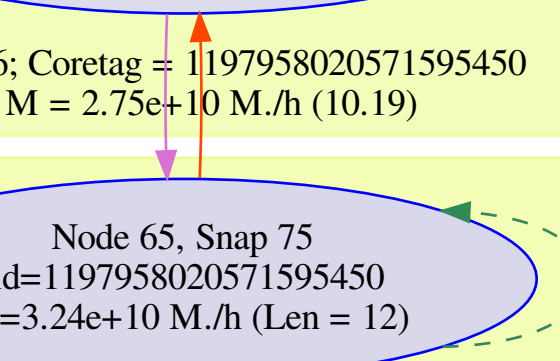 6; Coretag = 1197958020571595450
M = 2.75e+10 M./h (10.19)
Node 65, Snap 75
d=1197958020571595450
=3.24e+10 M./h (Len = 12)